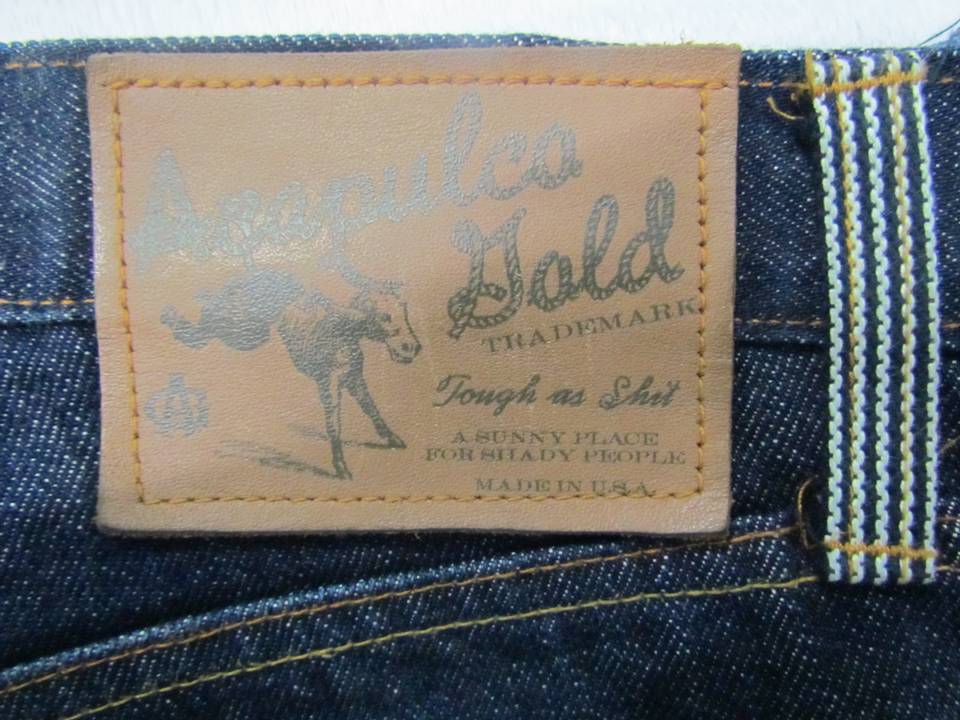 Acapulco
Gold
TRADEMARK
Tough as Shit
A SUNNY PLACE
FOR SHADY PEOPLE
MADE IN U.S.A.